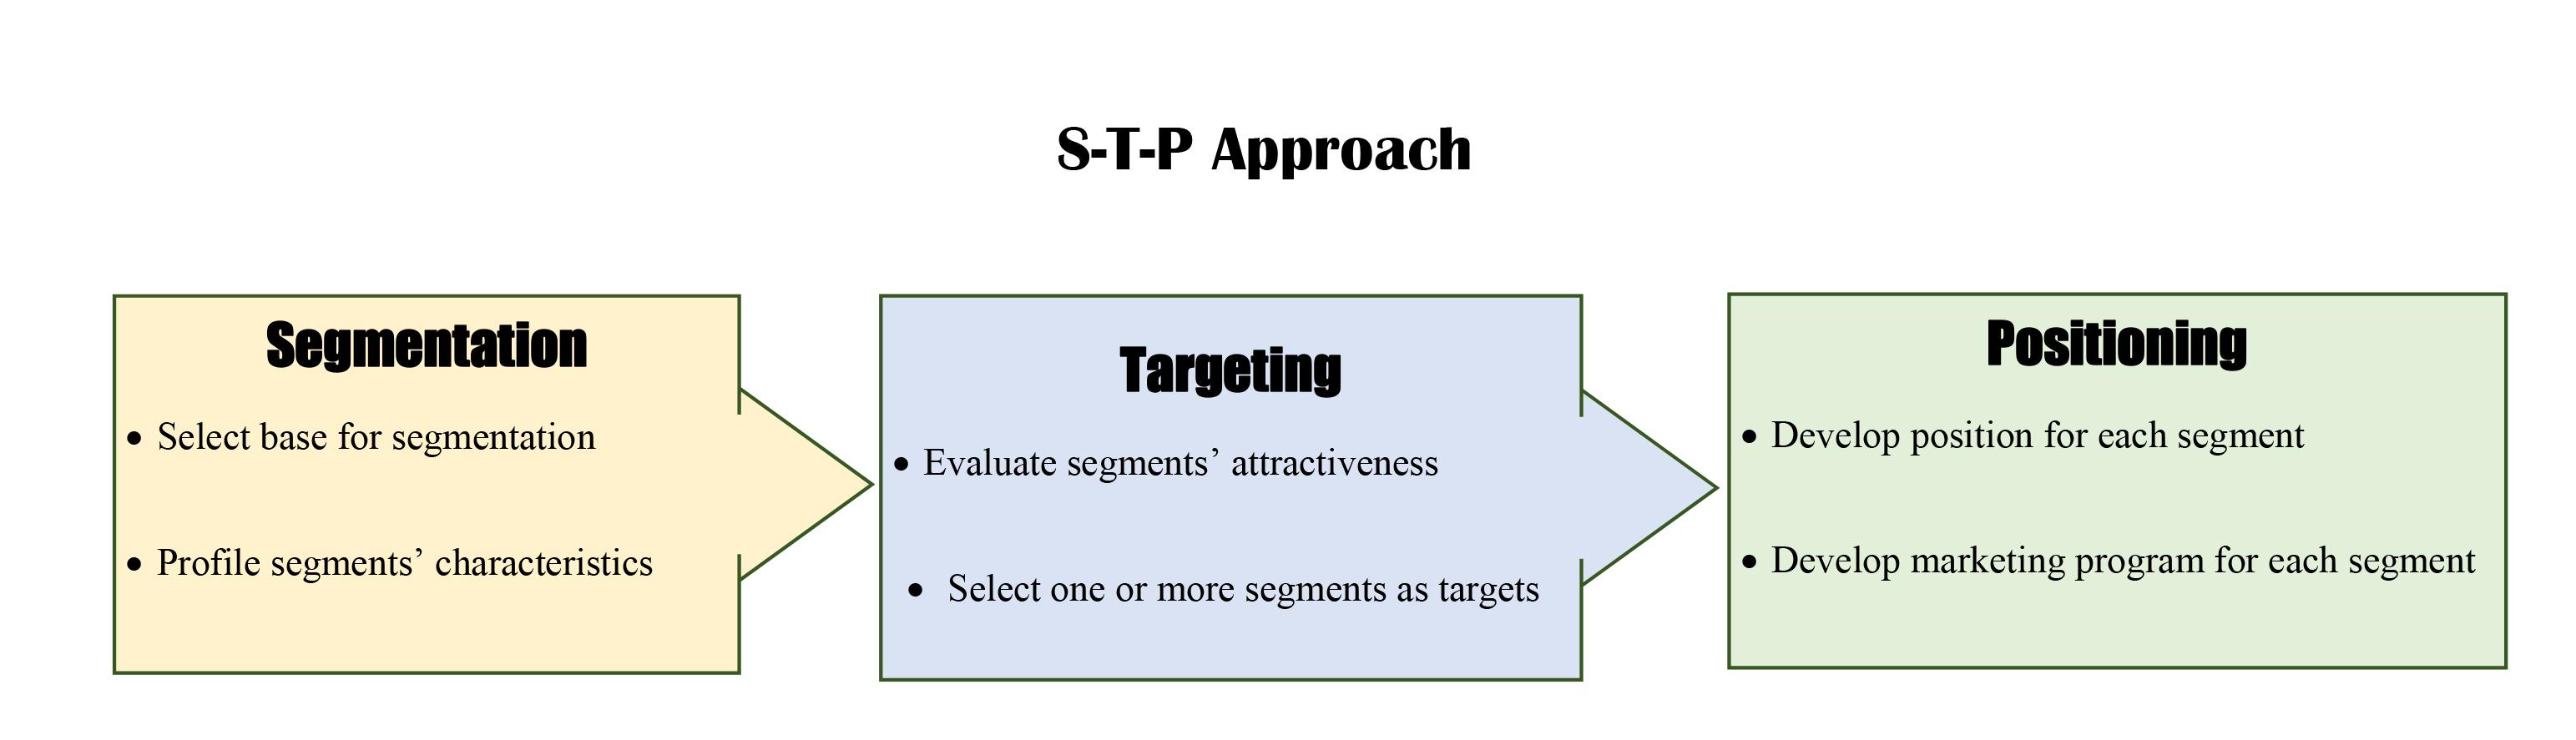 S-T-P Approach
Segmentation
• Select base for segmentation
• Profile segments’ characteristics
Targeting
• Evaluate segments’ attractiveness
• Select one or more segments as targets
Positioning
• Develop position for each segment
• Develop marketing program for each segment